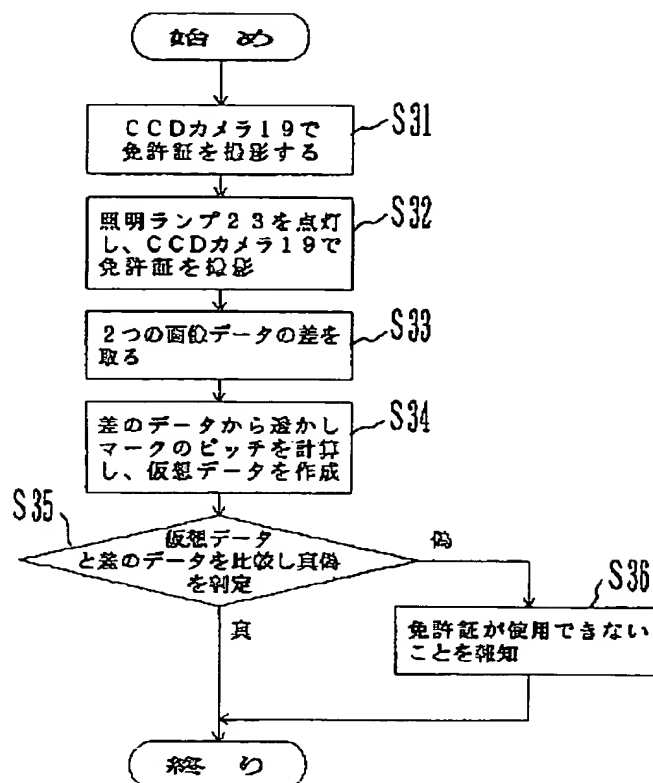 始め
CCDカメラ19で
免許証を投影する
S31
照明ランプ23を点灯
し、CCDカメラ19で
免許証を投影
S32
2つの画像データの差を
取る
S33
差のデータから透かし
マークのピッチを計算
し、仮想データを作成
S34
S35
仮想データ
と差のデータを比較し真偽
を判定
偽
真
S36
免許証が使用できない
ことを報知
終り